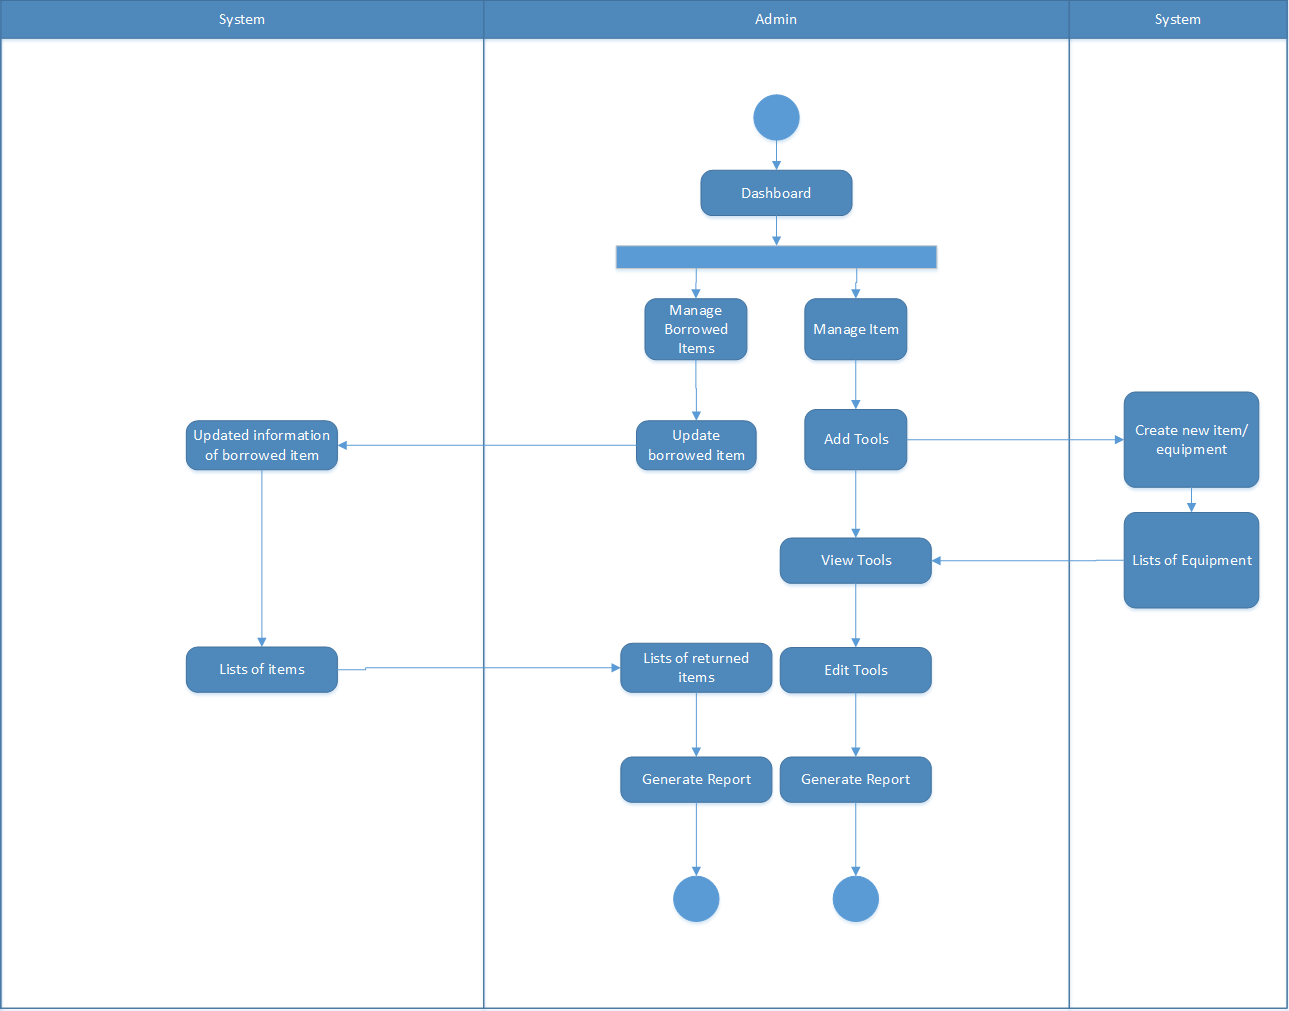 System
Admin
System
Dashboard
Manage
Borrowed
Items
Manage Item
Updated information
of borrowed item
Update
borrowed item
Add Tools
Create new item/
equipment
View Tools
Lists of Equipment
Lists of items
Lists of returned
items
Edit Tools
Generate Report
Generate Report